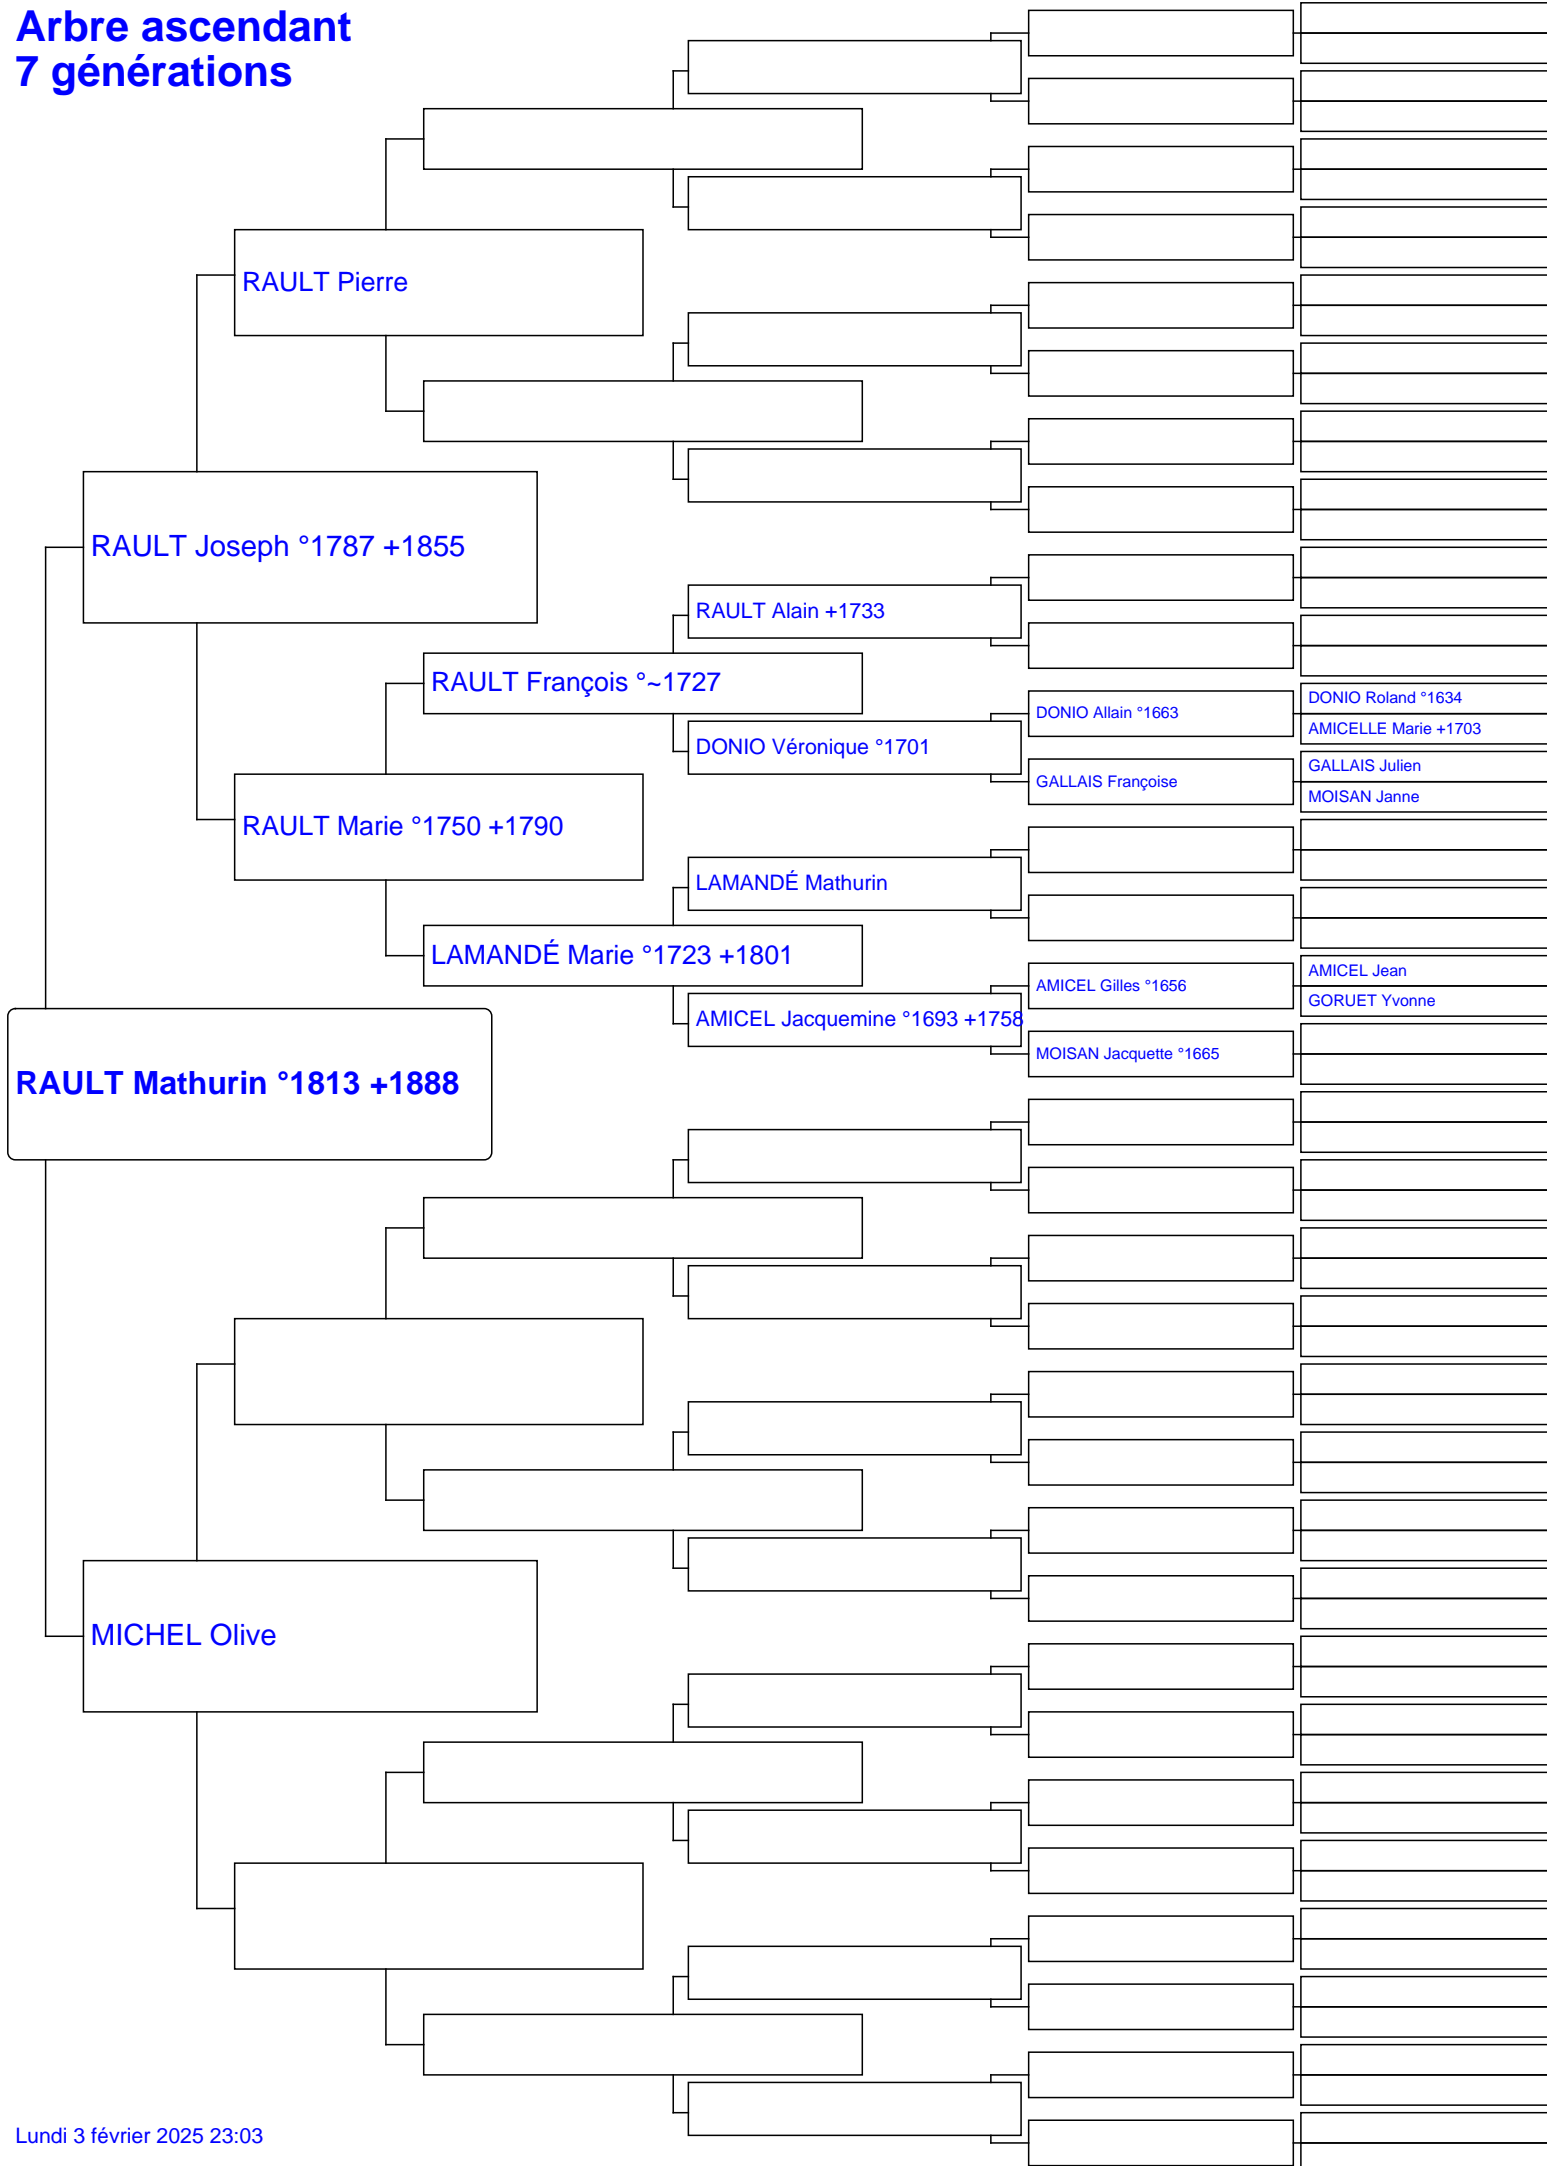 Arbre ascendant
7 générations
RAULT Pierre
RAULT Joseph °1787 +1855
RAULT Alain +1733
RAULT François °~1727
DONIO Roland °1634
DONIO Allain °1663
AMICELLE Marie +1703
DONIO Véronique °1701
GALLAIS Julien
GALLAIS Françoise
MOISAN Janne
RAULT Marie °1750 +1790
LAMANDÉ Mathurin
LAMANDÉ Marie °1723 +1801
AMICEL Jean
AMICEL Gilles °1656
GORUET Yvonne
AMICEL Jacquemine °1693 +1758
MOISAN Jacquette °1665
RAULT Mathurin °1813 +1888
MICHEL Olive
Lundi 3 février 2025 23:03